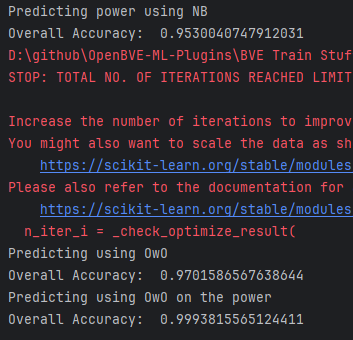 Predicting power using NB
Overall Accuracy:  0.9530040747912031
D:\github\OpenBVE-ML-Plugins\BVE Train Stuf
STOP: TOTAL NO. OF ITERATIONS REACHED LIMIT
Increase the number of iterations to improv
You might also want to scale the data as sh
https://scikit-learn.org/stable/modules
Please also refer to the documentation for
https://scikit-learn.org/stable/modules
n_iter_i = _check_optimize_result(
Predicting using OwO
Overall Accuracy:  0.9701586567638644
Predicting using OwO on the power
Overall Accuracy:  0.9993815565124411